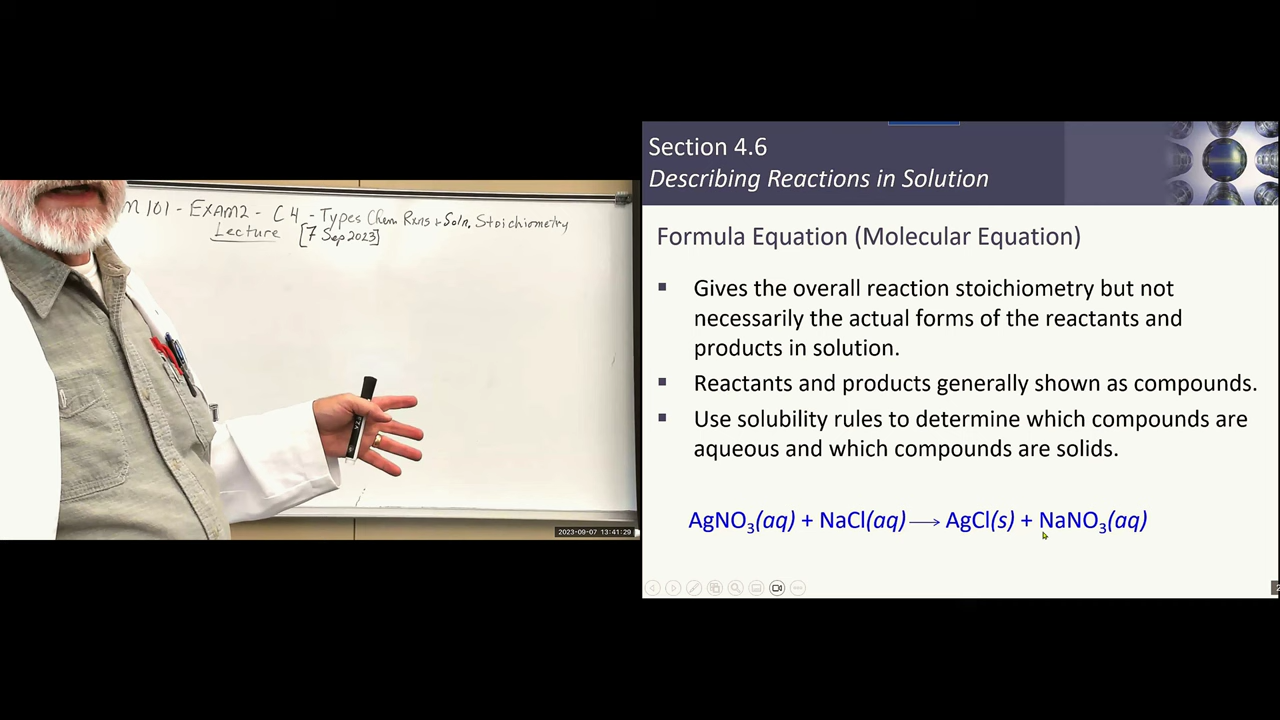 M 101 - EXAM2 - C 4 - Types Chem Rxns + Soln. Stoichiometry
Lecture [7 Sep 2023]
2023-09-07 13:41:29
Section 4.6
Describing Reactions in Solution
Formula Equation (Molecular Equation)
▪ Gives the overall reaction stoichiometry but not
necessarily the actual forms of the reactants and
products in solution.
▪ Reactants and products generally shown as compounds.
▪ Use solubility rules to determine which compounds are
aqueous and which compounds are solids.
AgNO₃(aq) + NaCl(aq) ⟶ AgCl(s) + NaNO₃(aq)